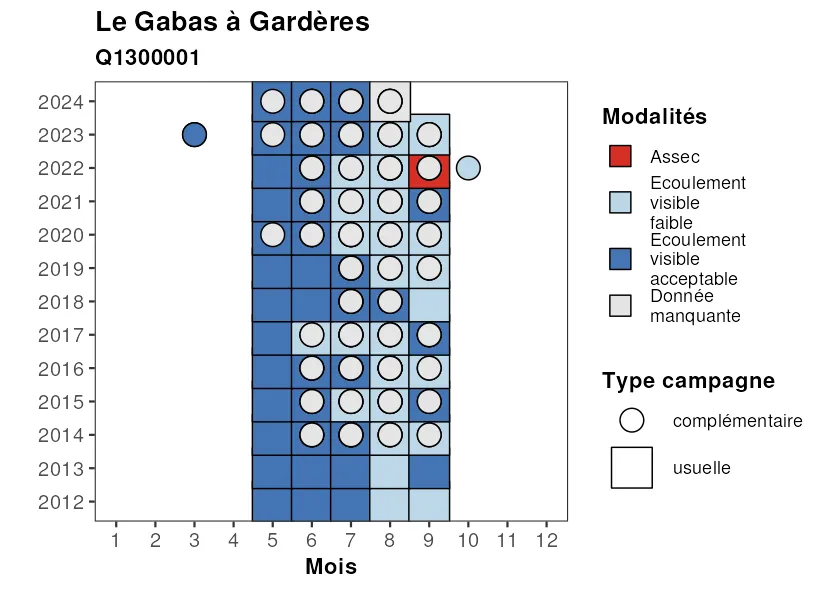 Le Gabas à Gardères
Q1300001
2024
2023
2022
2021
2020
2019
2018
2017
2016
2015
2014
2013
2012
1 2 3 4 5 6 7 8 9 10 11 12
Mois
Modalités
Assec
Ecoulement
visible
faible
Ecoulement
visible
acceptable
Donnée
manquante
Type campagne
complémentaire
usuelle